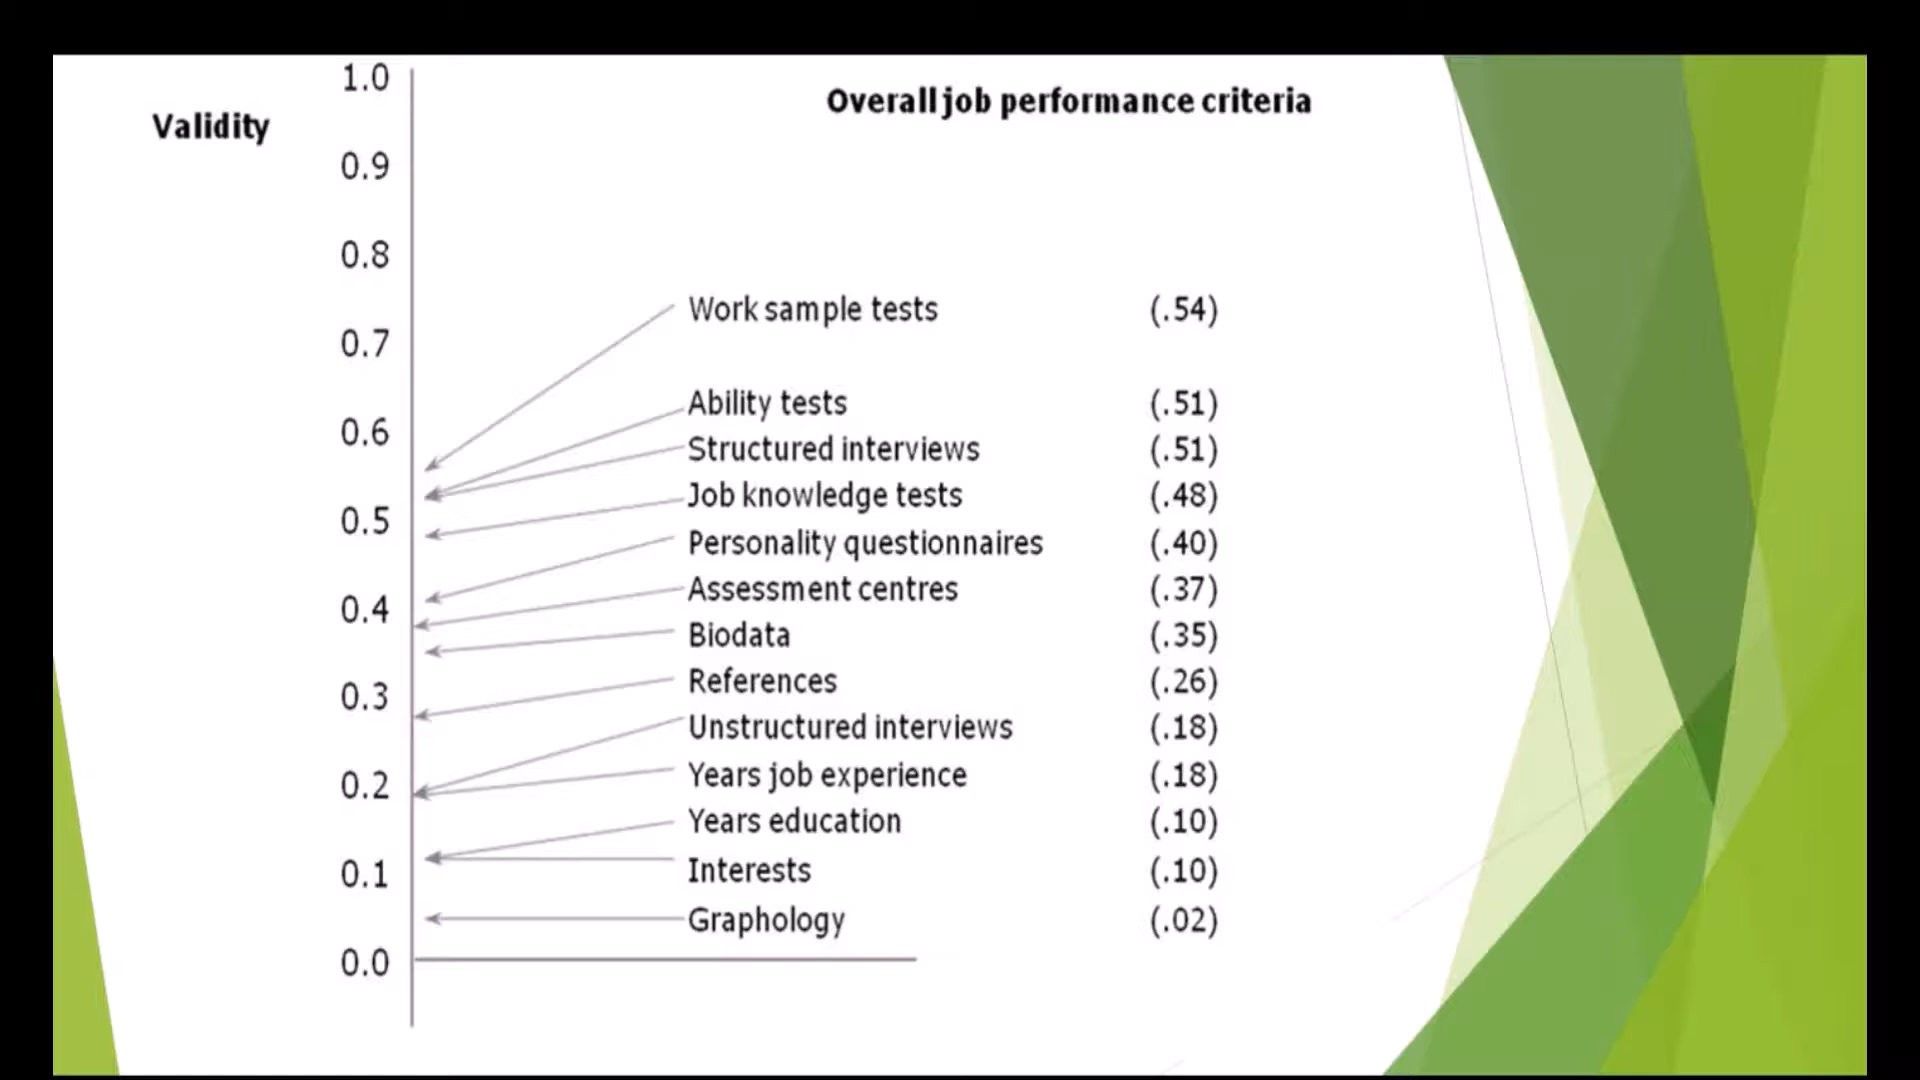 Validity
Overall job performance criteria
1.0
0.9
0.8
0.7
0.6
0.5
0.4
0.3
0.2
0.1
0.0
Work sample tests (.54)
Ability tests (.51)
Structured interviews (.51)
Job knowledge tests (.48)
Personality questionnaires (.40)
Assessment centres (.37)
Biodata (.35)
References (.26)
Unstructured interviews (.18)
Years job experience (.18)
Years education (.10)
Interests (.10)
Graphology (.02)